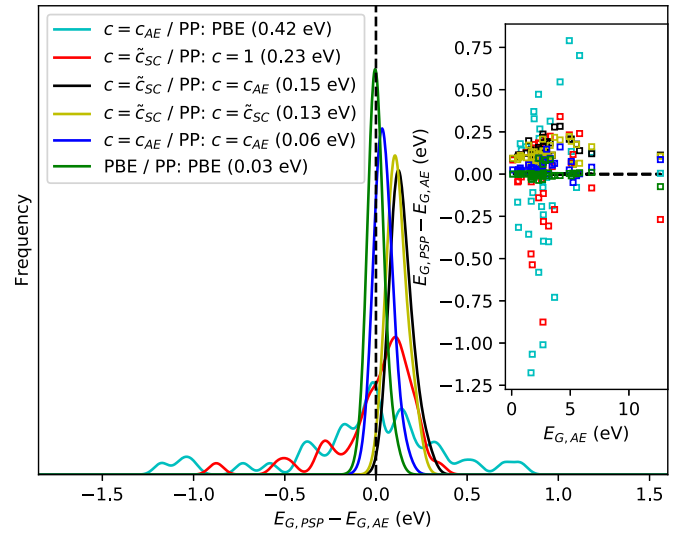 c = c_AE / PP: PBE (0.42 eV)
c = c̃_SC / PP: c = 1 (0.23 eV)
c = c̃_SC / PP: c = c_AE (0.15 eV)
c = c̃_SC / PP: c = c̃_SC (0.13 eV)
c = c_AE / PP: c = c_AE (0.06 eV)
PBE / PP: PBE (0.03 eV)
Frequency
−1.5 −1.0 −0.5 0.0 0.5 1.0 1.5
E_G, PSP − E_G, AE (eV)
E_G, PSP − E_G, AE (eV)
0.75
0.50
0.25
0.00
−0.25
−0.50
−0.75
−1.00
−1.25
0 5 10
E_G, AE (eV)